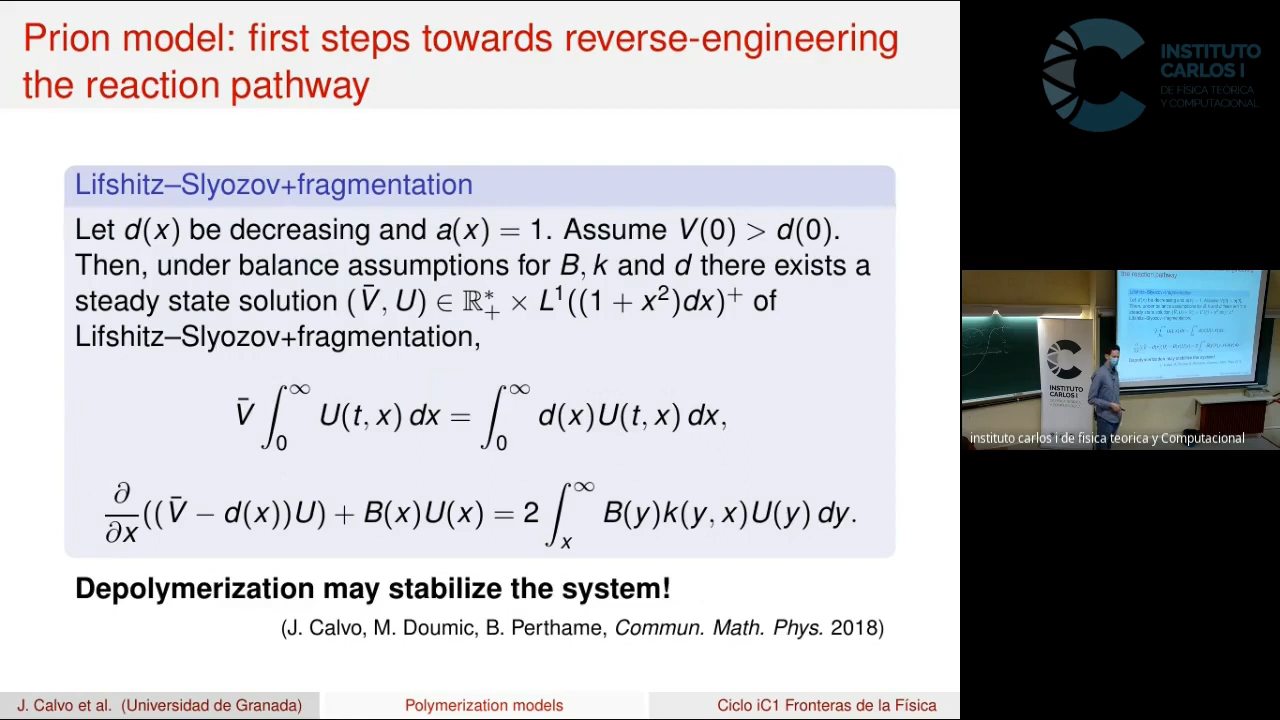 Prion model: first steps towards reverse-engineering
the reaction pathway
Lifshitz–Slyozov+fragmentation
Let d(x) be decreasing and a(x) = 1. Assume V(0) > d(0).
Then, under balance assumptions for B, k and d there exists a
steady state solution (V̄, U) ∈ ℝ*₊ × L¹((1 + x²)dx)⁺ of
Lifshitz–Slyozov+fragmentation,
V̄ ∫₀^∞ U(t, x) dx = ∫₀^∞ d(x)U(t, x) dx,
∂/∂x ((V̄ − d(x))U) + B(x)U(x) = 2 ∫ₓ^∞ B(y)k(y, x)U(y) dy.
Depolymerization may stabilize the system!
(J. Calvo, M. Doumic, B. Perthame, Commun. Math. Phys. 2018)
J. Calvo et al. (Universidad de Granada)
Polymerization models
Ciclo iC1 Fronteras de la Física
INSTITUTO
CARLOS I
DE FÍSICA TEÓRICA
Y COMPUTACIONAL
INSTITUTO
CARLOS I
instituto carlos i de fisica teorica y Computacional